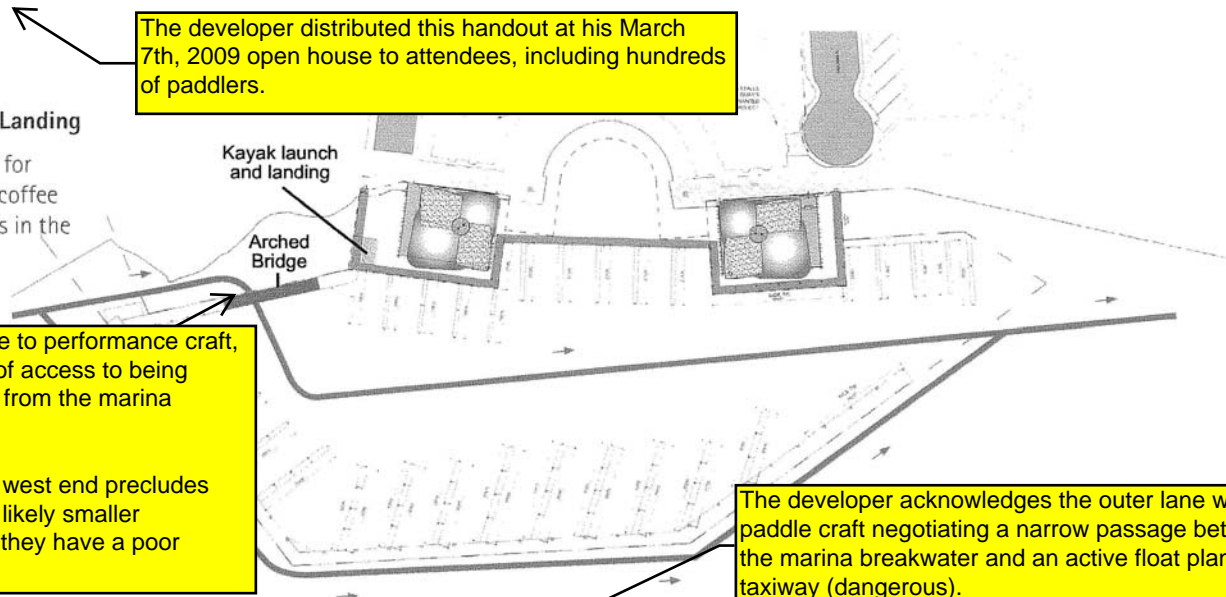 The developer distributed this handout at his March
7th, 2009 open house to attendees, including hundreds
of paddlers.
Landing
for
coffee
s in the
Kayak launch
and landing
Arched
Bridge
e to performance craft,
of access to being
from the marina
west end precludes
likely smaller
they have a poor
The developer acknowledges the outer lane w
paddle craft negotiating a narrow passage bet
the marina breakwater and an active float plan
taxiway (dangerous).